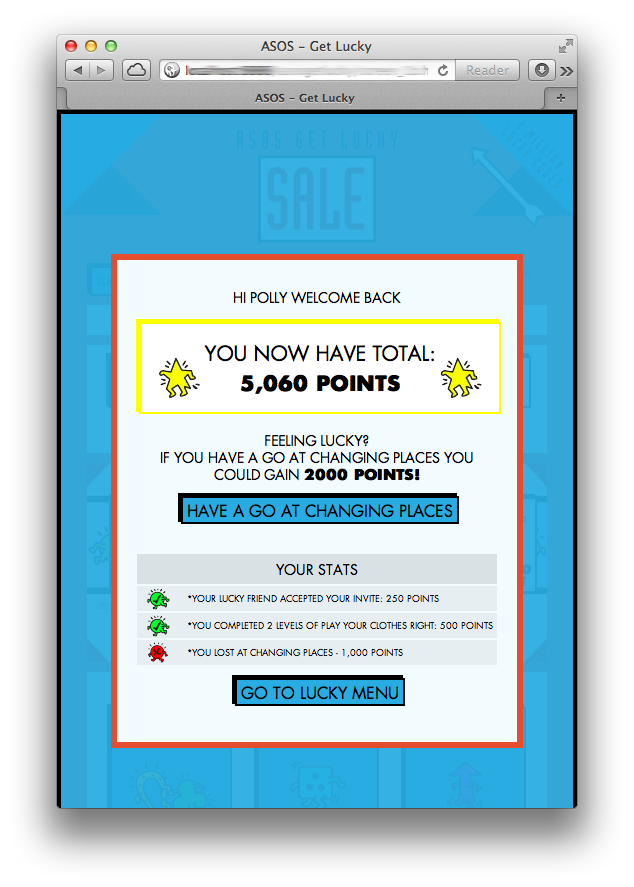 ASOS – Get Lucky
Reader
ASOS – Get Lucky
ASOS GET LUCKY
SALE
HI POLLY WELCOME BACK
YOU NOW HAVE TOTAL:
5,060 POINTS
FEELING LUCKY?
IF YOU HAVE A GO AT CHANGING PLACES YOU
COULD GAIN 2000 POINTS!
HAVE A GO AT CHANGING PLACES
YOUR STATS
*YOUR LUCKY FRIEND ACCEPTED YOUR INVITE: 250 POINTS
*YOU COMPLETED 2 LEVELS OF PLAY YOUR CLOTHES RIGHT: 500 POINTS
*YOU LOST AT CHANGING PLACES - 1,000 POINTS
GO TO LUCKY MENU